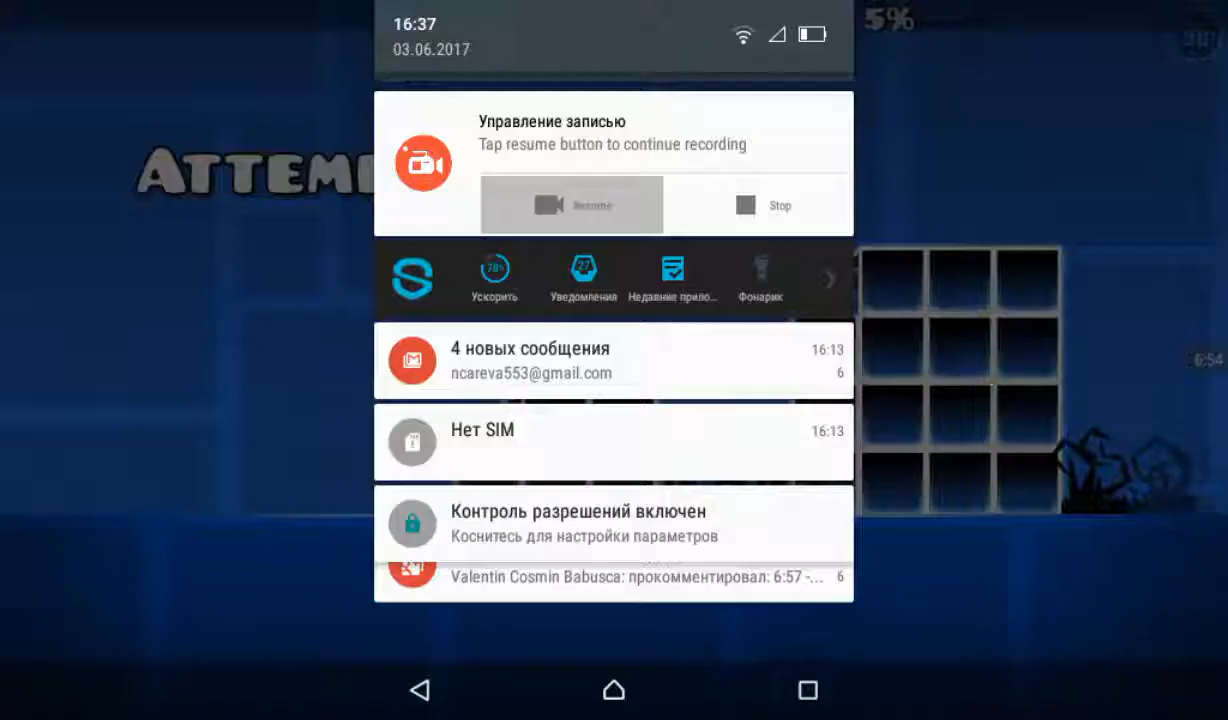 16:37
5%
03.06.2017
Управление записью
Tap resume button to continue recording
ATTEM
Resume
Stop
78%
27
Ускорить
Уведомления
Недавние прило...
Фонарик
4 новых сообщения
16:13
ncareva553@gmail.com
6
6:54
Нет SIM
16:13
Контроль разрешений включен
Коснитесь для настройки параметров
Valentin Cosmin Babusca: прокомментировал: 6:57 -...
6